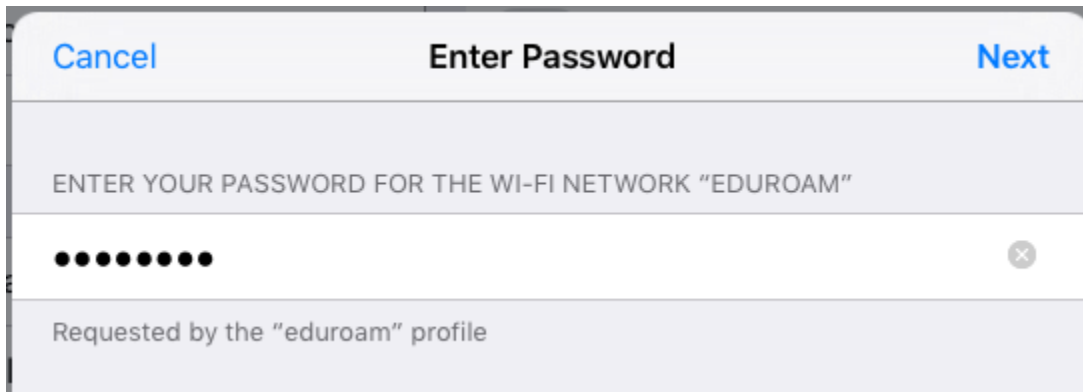 Cancel Enter Password Next
ENTER YOUR PASSWORD FOR THE WI-FI NETWORK “EDUROAM”
●●●●●●●●
Requested by the “eduroam” profile